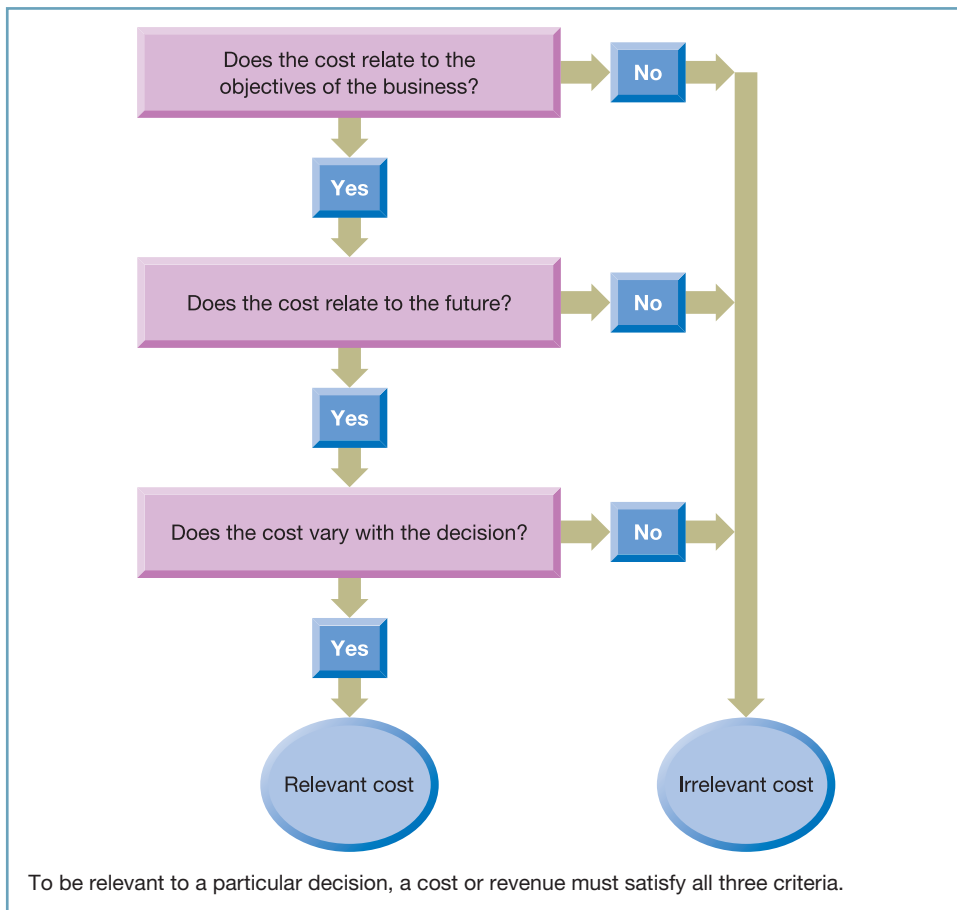 Does the cost relate to the
objectives of the business?
No
Yes
Does the cost relate to the future?
No
Yes
Does the cost vary with the decision?
No
Yes
Relevant cost
Irrelevant cost
To be relevant to a particular decision, a cost or revenue must satisfy all three criteria.